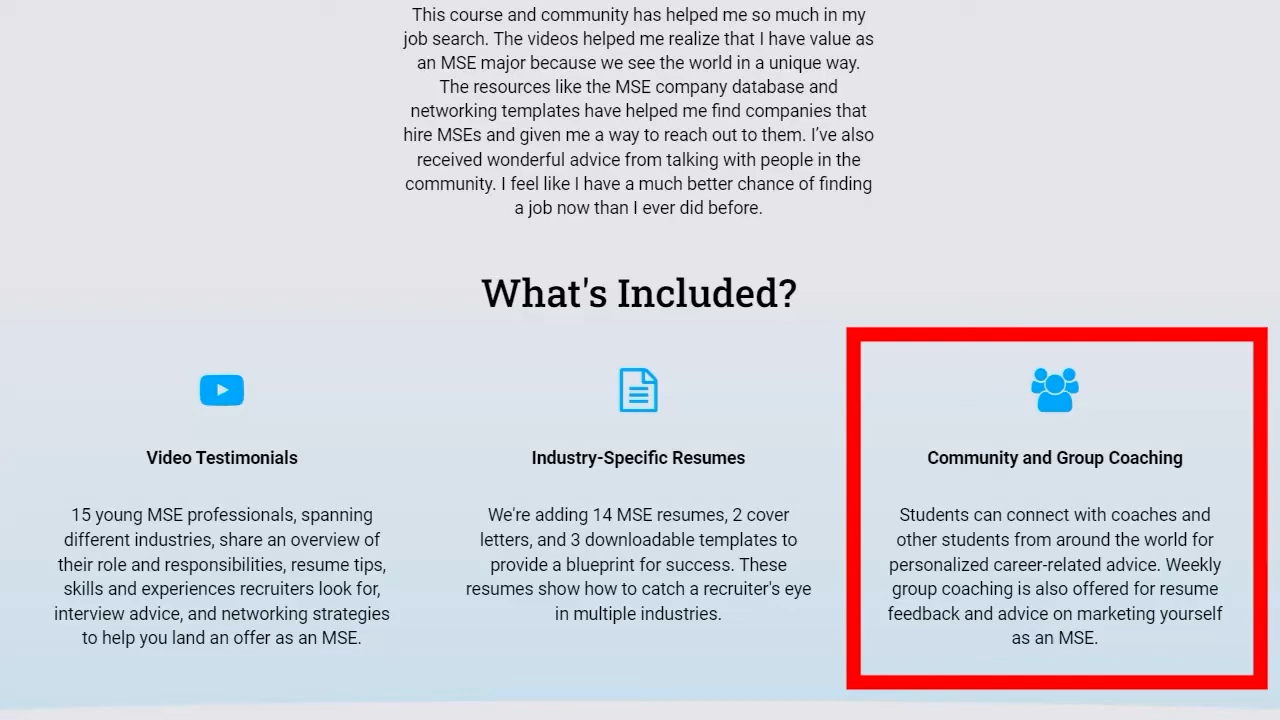 This course and community has helped me so much in my
job search. The videos helped me realize that I have value as
an MSE major because we see the world in a unique way.
The resources like the MSE company database and
networking templates have helped me find companies that
hire MSEs and given me a way to reach out to them. I’ve also
received wonderful advice from talking with people in the
community. I feel like I have a much better chance of finding
a job now than I ever did before.
What's Included?
Video Testimonials
15 young MSE professionals, spanning
different industries, share an overview of
their role and responsibilities, resume tips,
skills and experiences recruiters look for,
interview advice, and networking strategies
to help you land an offer as an MSE.
Industry-Specific Resumes
We're adding 14 MSE resumes, 2 cover
letters, and 3 downloadable templates to
provide a blueprint for success. These
resumes show how to catch a recruiter's eye
in multiple industries.
Community and Group Coaching
Students can connect with coaches and
other students from around the world for
personalized career-related advice. Weekly
group coaching is also offered for resume
feedback and advice on marketing yourself
as an MSE.